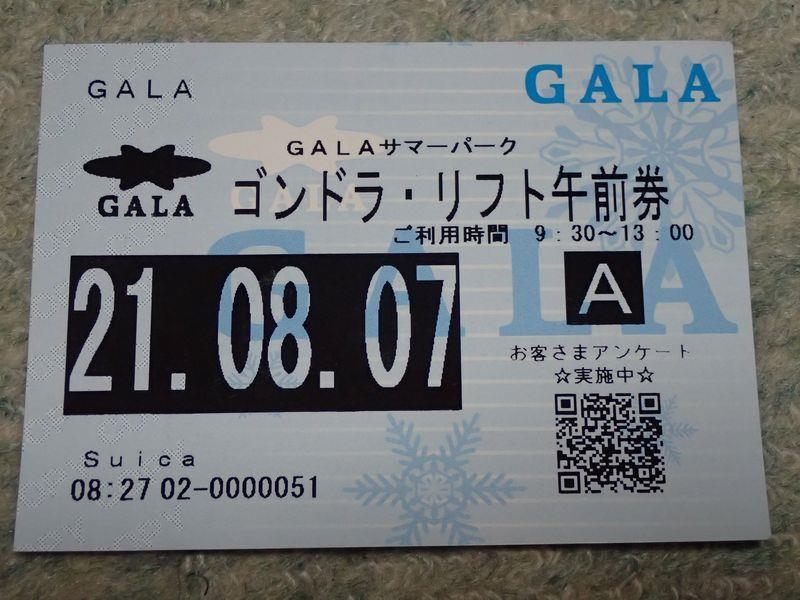 GALA
GALA
GALA
GALAサマーパーク
ゴンドラ・リフト午前券
ご利用時間 9:30~13:00
GALA
21.08.07
A
お客さまアンケート
☆実施中☆
Suica
08:27 02-0000051
COPY